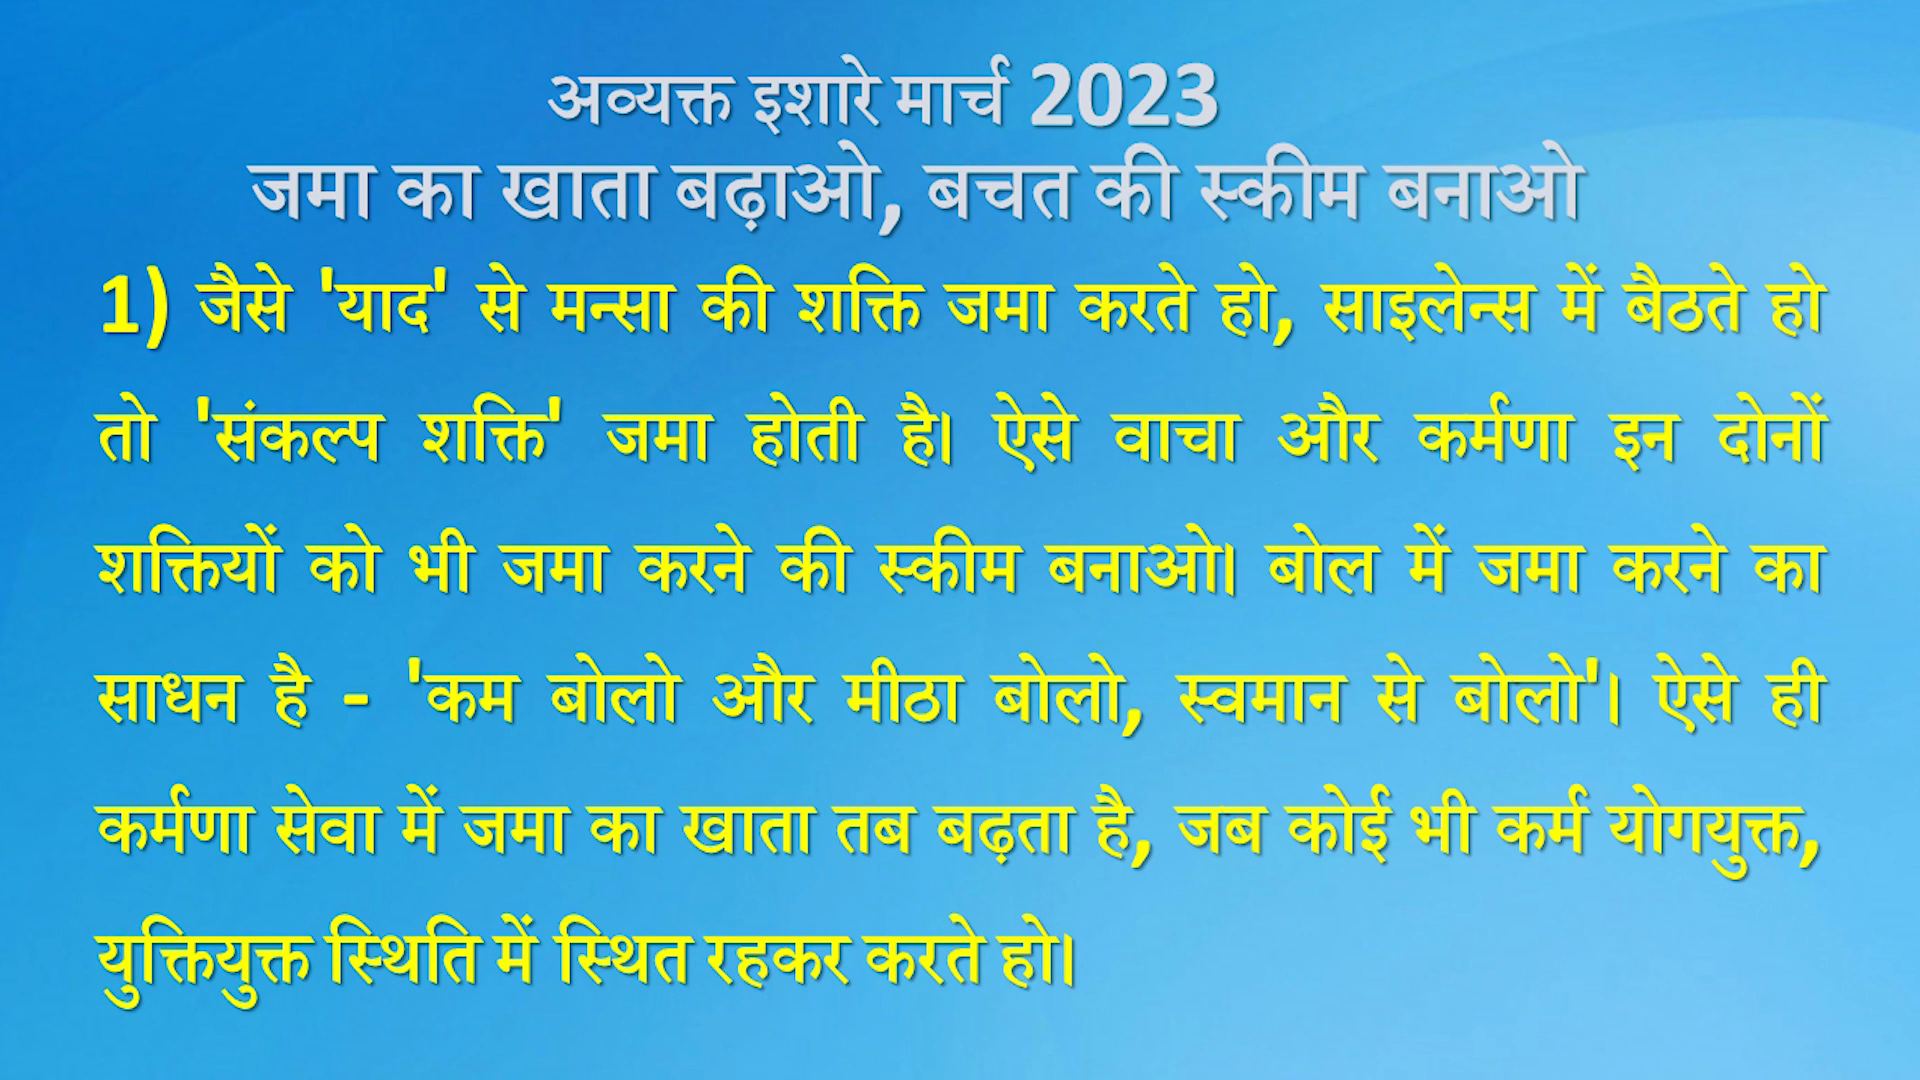 अव्यक्त इशारे मार्च 2023
जमा का खाता बढ़ाओ, बचत की स्कीम बनाओ
1) जैसे 'याद' से मन्सा की शक्ति जमा करते हो, साइलेन्स में बैठते हो
तो 'संकल्प शक्ति' जमा होती है। ऐसे वाचा और कर्मणा इन दोनों
शक्तियों को भी जमा करने की स्कीम बनाओ। बोल में जमा करने का
साधन है - 'कम बोलो और मीठा बोलो, स्वमान से बोलो'। ऐसे ही
कर्मणा सेवा में जमा का खाता तब बढ़ता है, जब कोई भी कर्म योगयुक्त,
युक्तियुक्त स्थिति में स्थित रहकर करते हो।